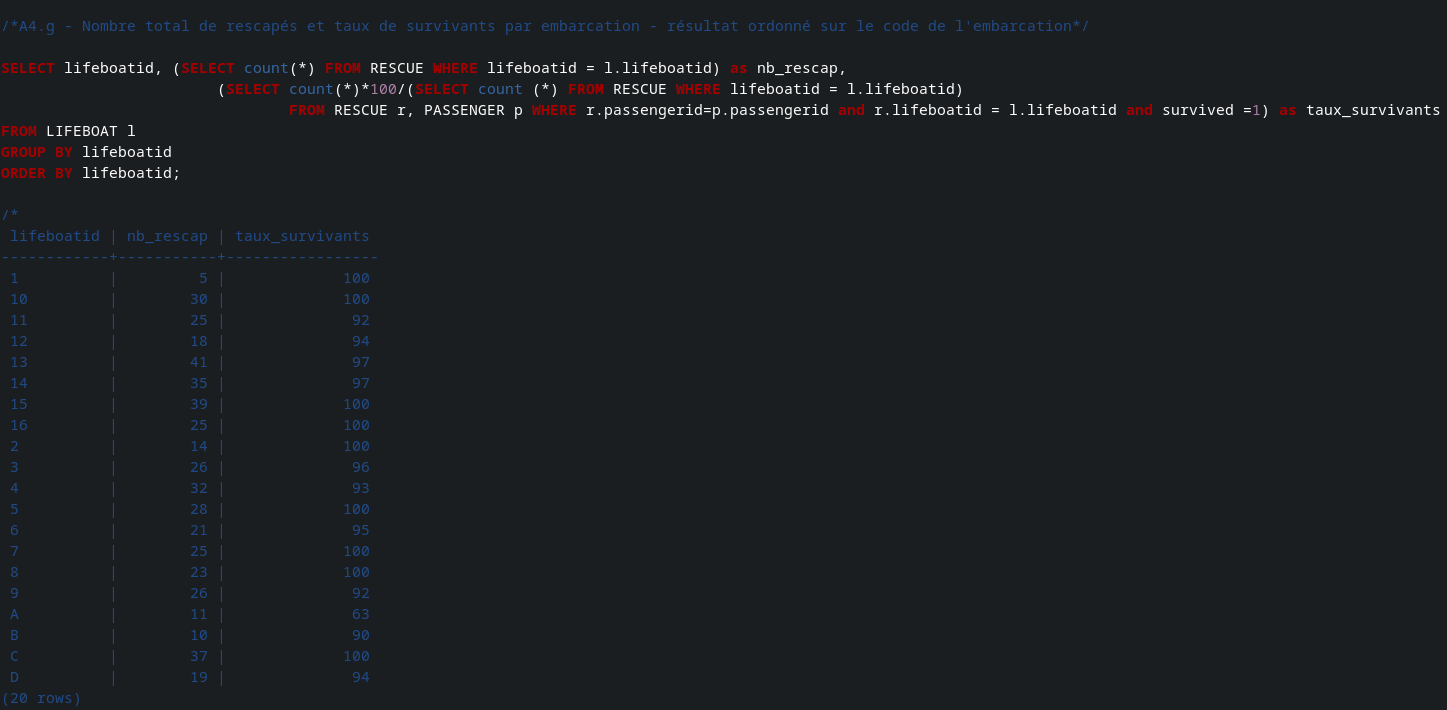 /*A4.g - Nombre total de rescapés et taux de survivants par embarcation - résultat ordonné sur le code de l'embarcation*/
SELECT lifeboatid, (SELECT count(*) FROM RESCUE WHERE lifeboatid = l.lifeboatid) as nb_rescap,
(SELECT count(*)*100/(SELECT count (*) FROM RESCUE WHERE lifeboatid = l.lifeboatid)
FROM RESCUE r, PASSENGER p WHERE r.passengerid=p.passengerid and r.lifeboatid = l.lifeboatid and survived =1) as taux_survivants
FROM LIFEBOAT l
GROUP BY lifeboatid
ORDER BY lifeboatid;
/*
lifeboatid | nb_rescap | taux_survivants
------------+-----------+-----------------
1 | 5 | 100
10 | 30 | 100
11 | 25 | 92
12 | 18 | 94
13 | 41 | 97
14 | 35 | 97
15 | 39 | 100
16 | 25 | 100
2 | 14 | 100
3 | 26 | 96
4 | 32 | 93
5 | 28 | 100
6 | 21 | 95
7 | 25 | 100
8 | 23 | 100
9 | 26 | 92
A | 11 | 63
B | 10 | 90
C | 37 | 100
D | 19 | 94
(20 rows)